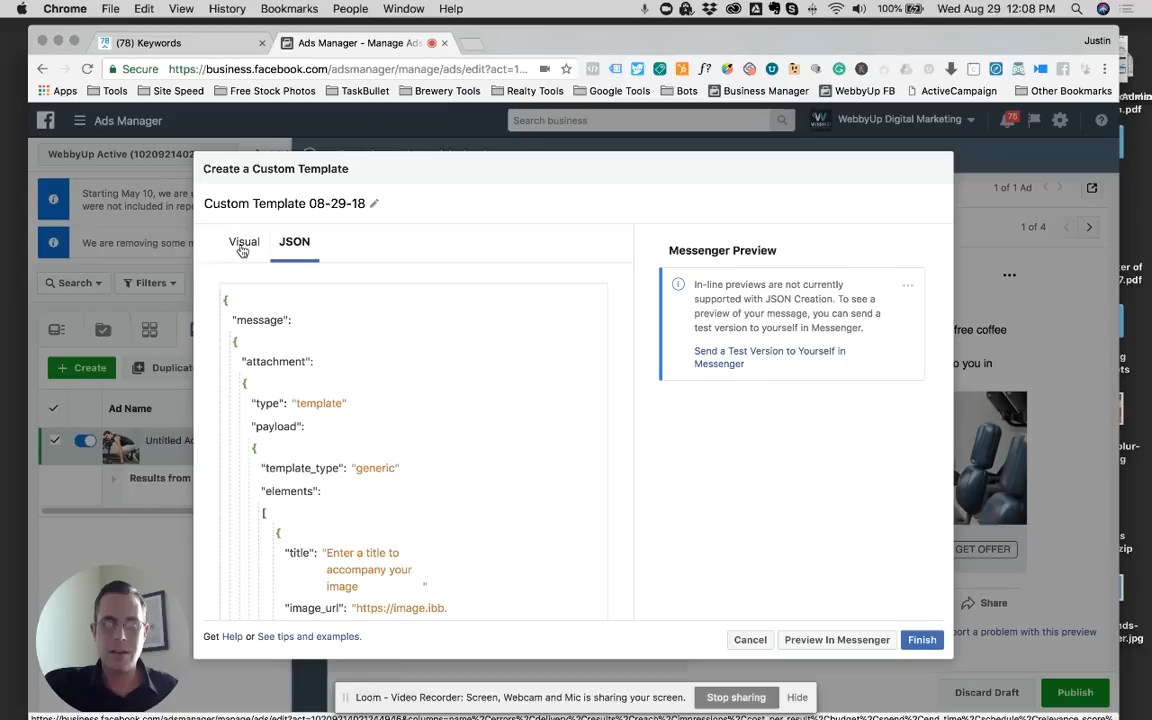 Chrome File Edit View History Bookmarks People Window Help 100% Wed Aug 29 12:08 PM
(78) Keywords Ads Manager - Manage Ads Justin
Secure https://business.facebook.com/adsmanager/manage/ads/edit?act=1... f?
Apps Tools Site Speed Free Stock Photos TaskBullet Brewery Tools Realty Tools Google Tools Bots Business Manager WebbyUp FB ActiveCampaign Other Bookmarks
Ads Manager Search business WebbyUp Digital Marketing 76
WebbyUp Active (1020921402
Create a Custom Template
Starting May 10, we are u
were not included in repo
1 of 1 Ad
Custom Template 08-29-18
We are removing some m
1 of 4
Visual JSON
Messenger Preview
Search Filters
In-line previews are not currently
supported with JSON Creation. To see a
preview of your message, you can send a
test version to yourself in Messenger.
Send a Test Version to Yourself in
Messenger
{
"message":
{
"attachment":
{
"type": "template"
"payload":
{
"template_type": "generic"
"elements":
[
{
"title": "Enter a title to
accompany your
image "
"image_url": "https://image.ibb.
free coffee
o you in
+ Create Duplicat
Ad Name
Untitled Ad
Results from
GET OFFER
Share
ort a problem with this preview
Get Help or See tips and examples.
Cancel Preview In Messenger Finish
Loom - Video Recorder: Screen, Webcam and Mic is sharing your screen. Stop sharing Hide
Discard Draft Publish